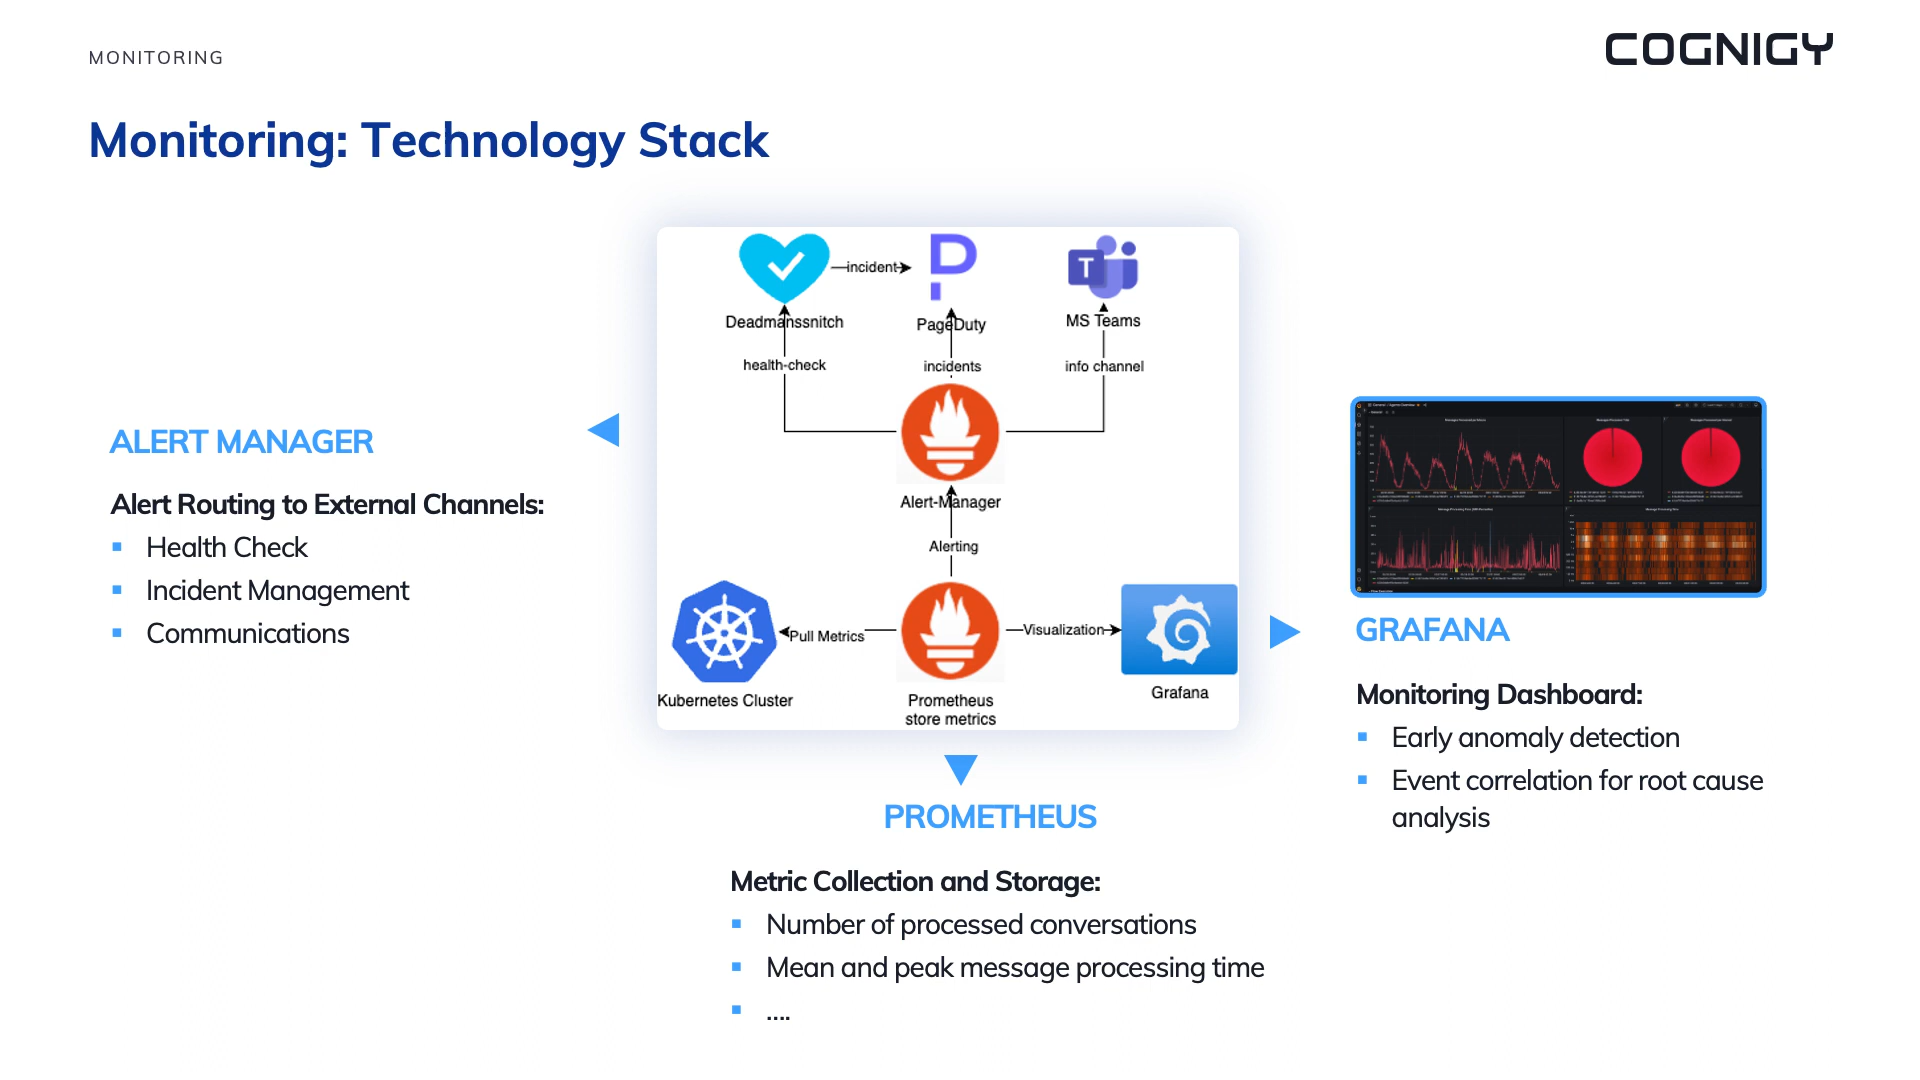 MONITORING
COGNIGY
Monitoring: Technology Stack
incident
Deadmanssnitch
PageDuty
MS Teams
health-check
incidents
info channel
Alert-Manager
Alerting
Pull Metrics
Visualization
Kubernetes Cluster
Prometheus
store metrics
Grafana
ALERT MANAGER
Alert Routing to External Channels:
Health Check
Incident Management
Communications
GRAFANA
Monitoring Dashboard:
Early anomaly detection
Event correlation for root cause
analysis
PROMETHEUS
Metric Collection and Storage:
Number of processed conversations
Mean and peak message processing time
....